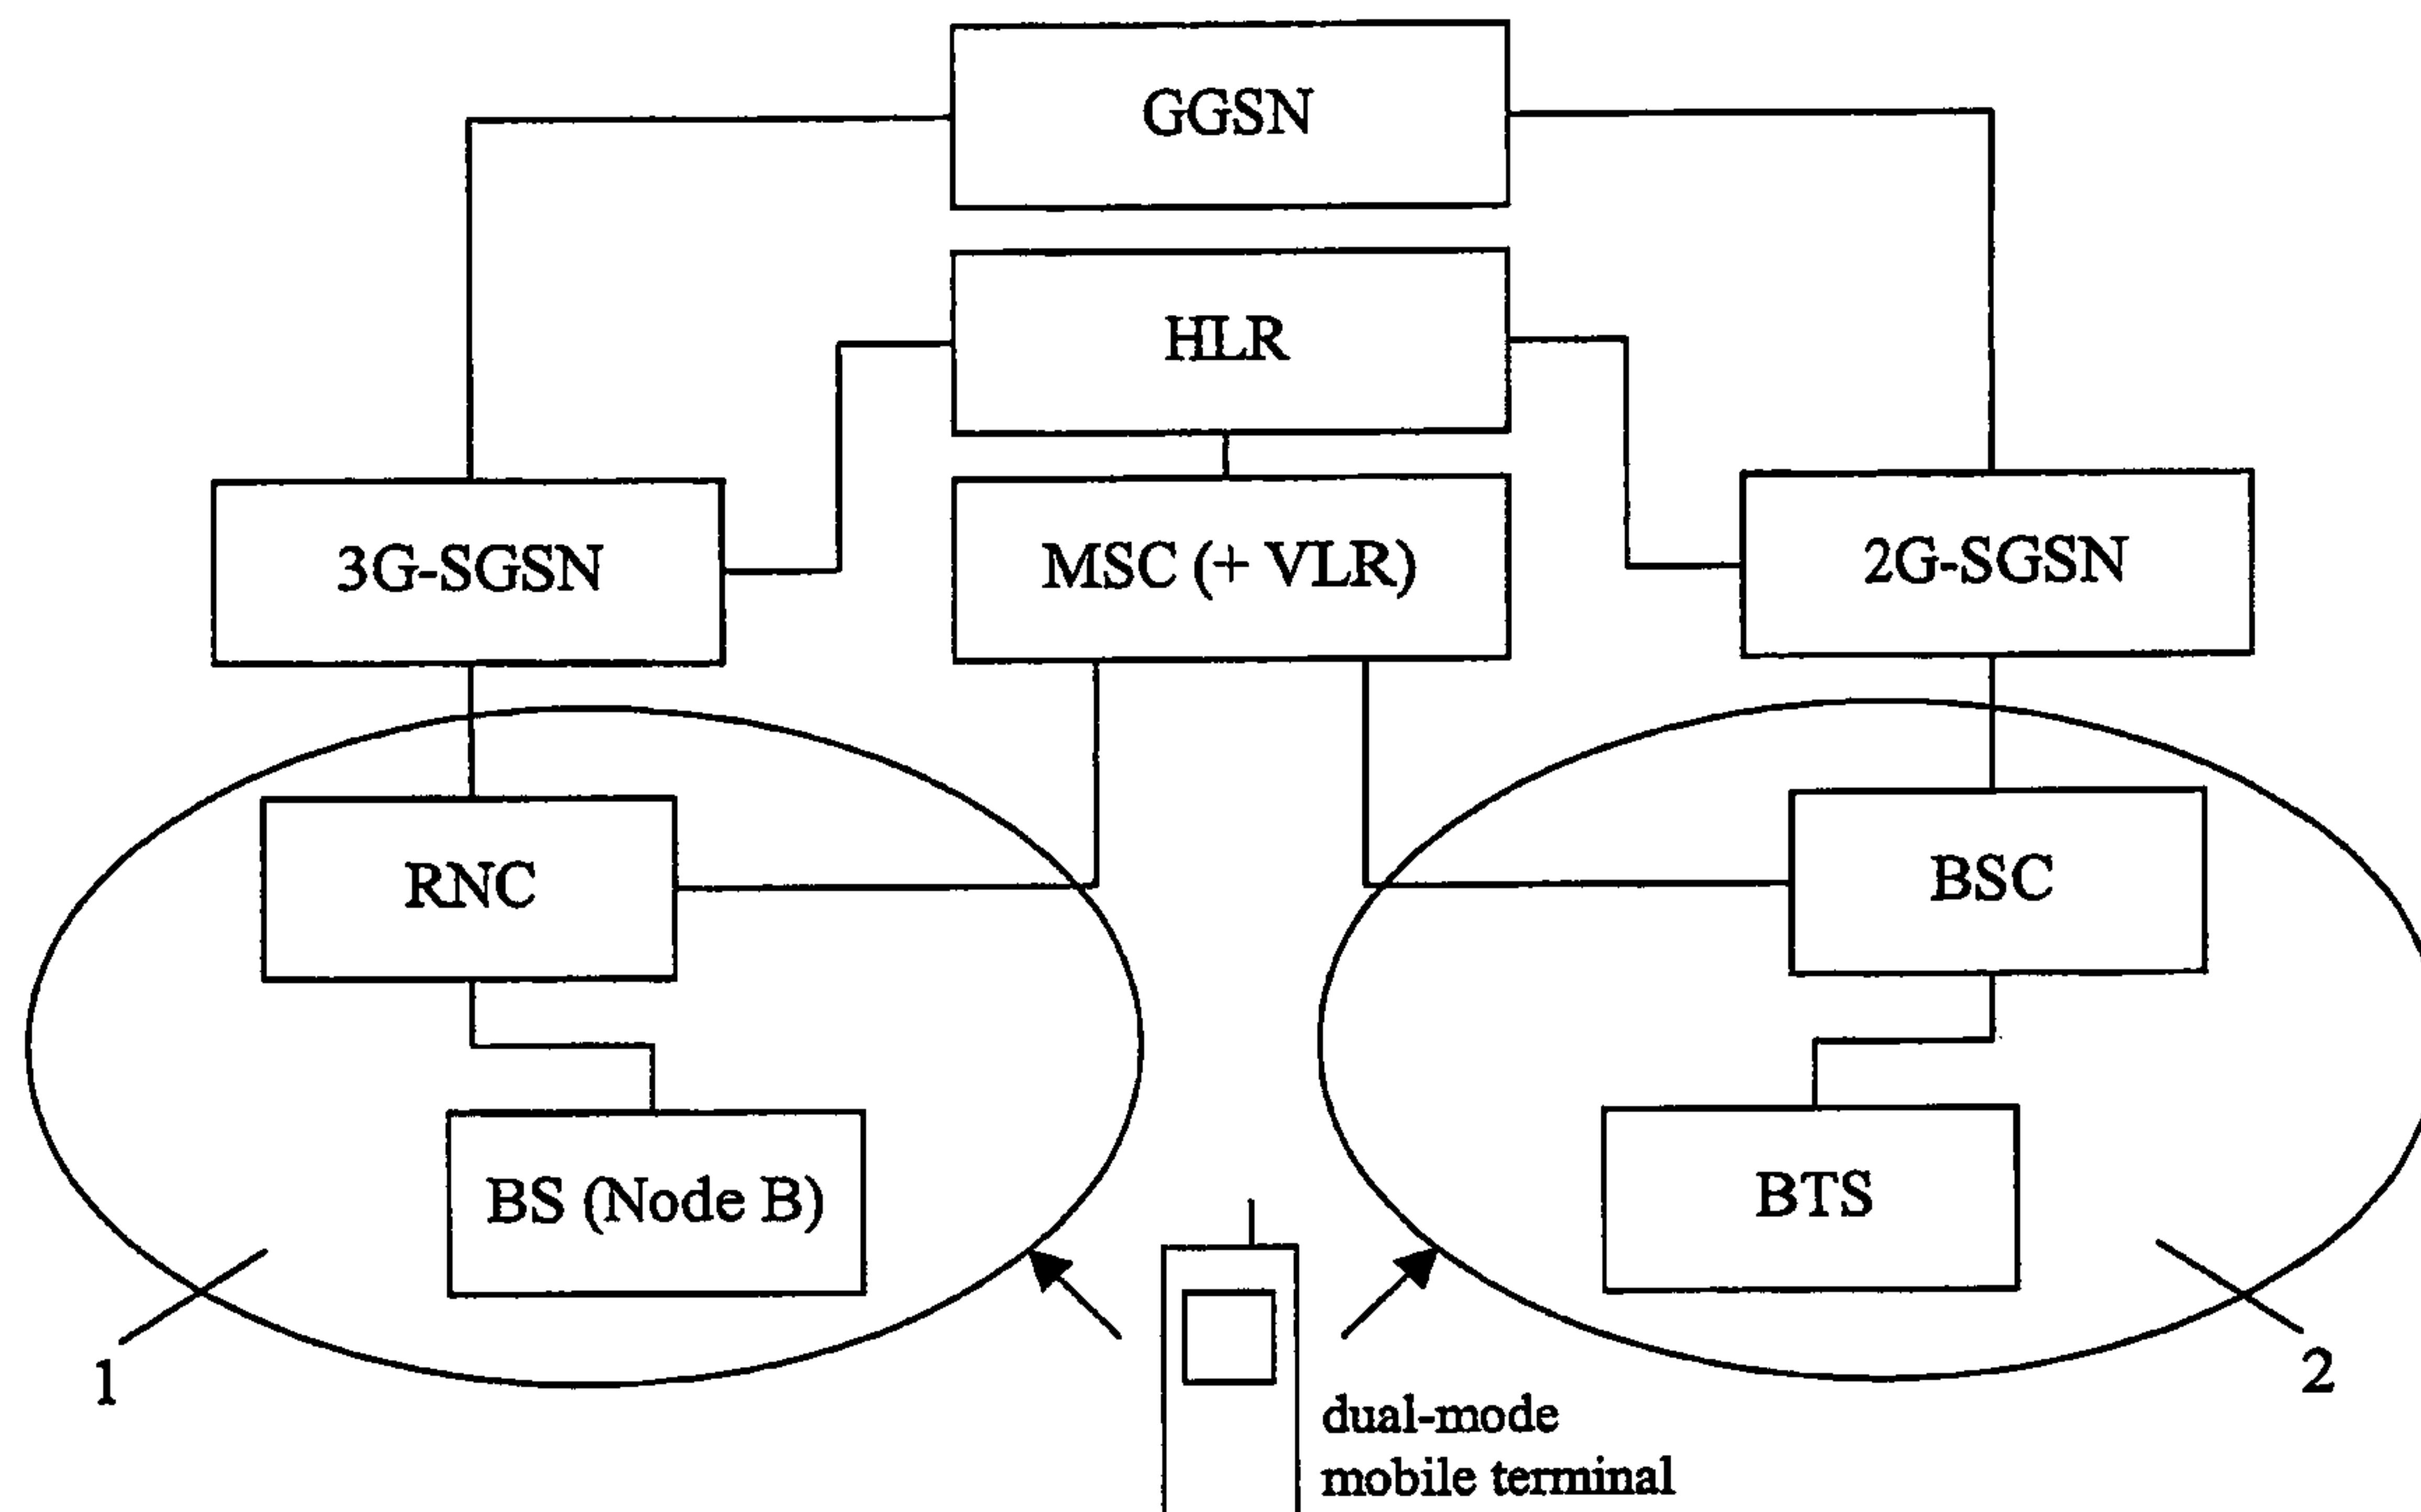 GGSN
HLR
3G-SGSN
MSC (+ VLR)
2G-SGSN
RNC
BSC
BS (Node B)
BTS
1
2
dual-mode
mobile terminal